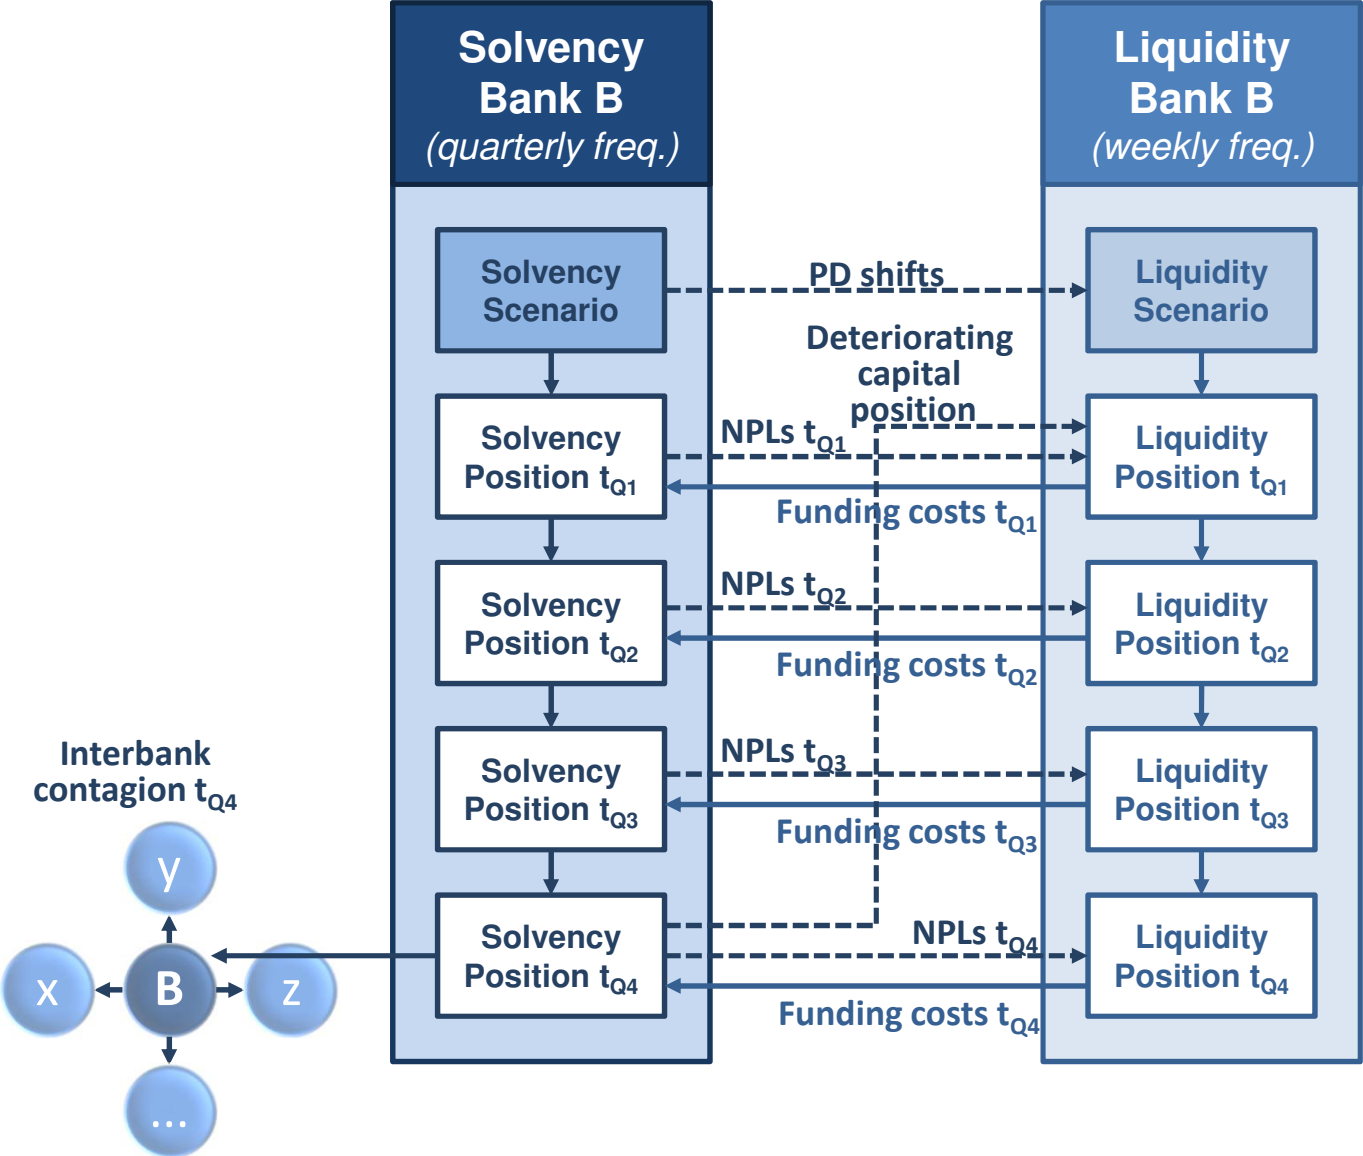 Solvency
Bank B
(quarterly freq.)
Liquidity
Bank B
(weekly freq.)
Solvency
Scenario
PD shifts
Liquidity
Scenario
Deteriorating
capital
position
Solvency
Position tQ1
NPLs tQ1
Funding costs tQ1
Liquidity
Position tQ1
Solvency
Position tQ2
NPLs tQ2
Funding costs tQ2
Liquidity
Position tQ2
Solvency
Position tQ3
NPLs tQ3
Funding costs tQ3
Liquidity
Position tQ3
Solvency
Position tQ4
NPLs tQ4
Funding costs tQ4
Liquidity
Position tQ4
Interbank
contagion tQ4
y
x
B
z
...